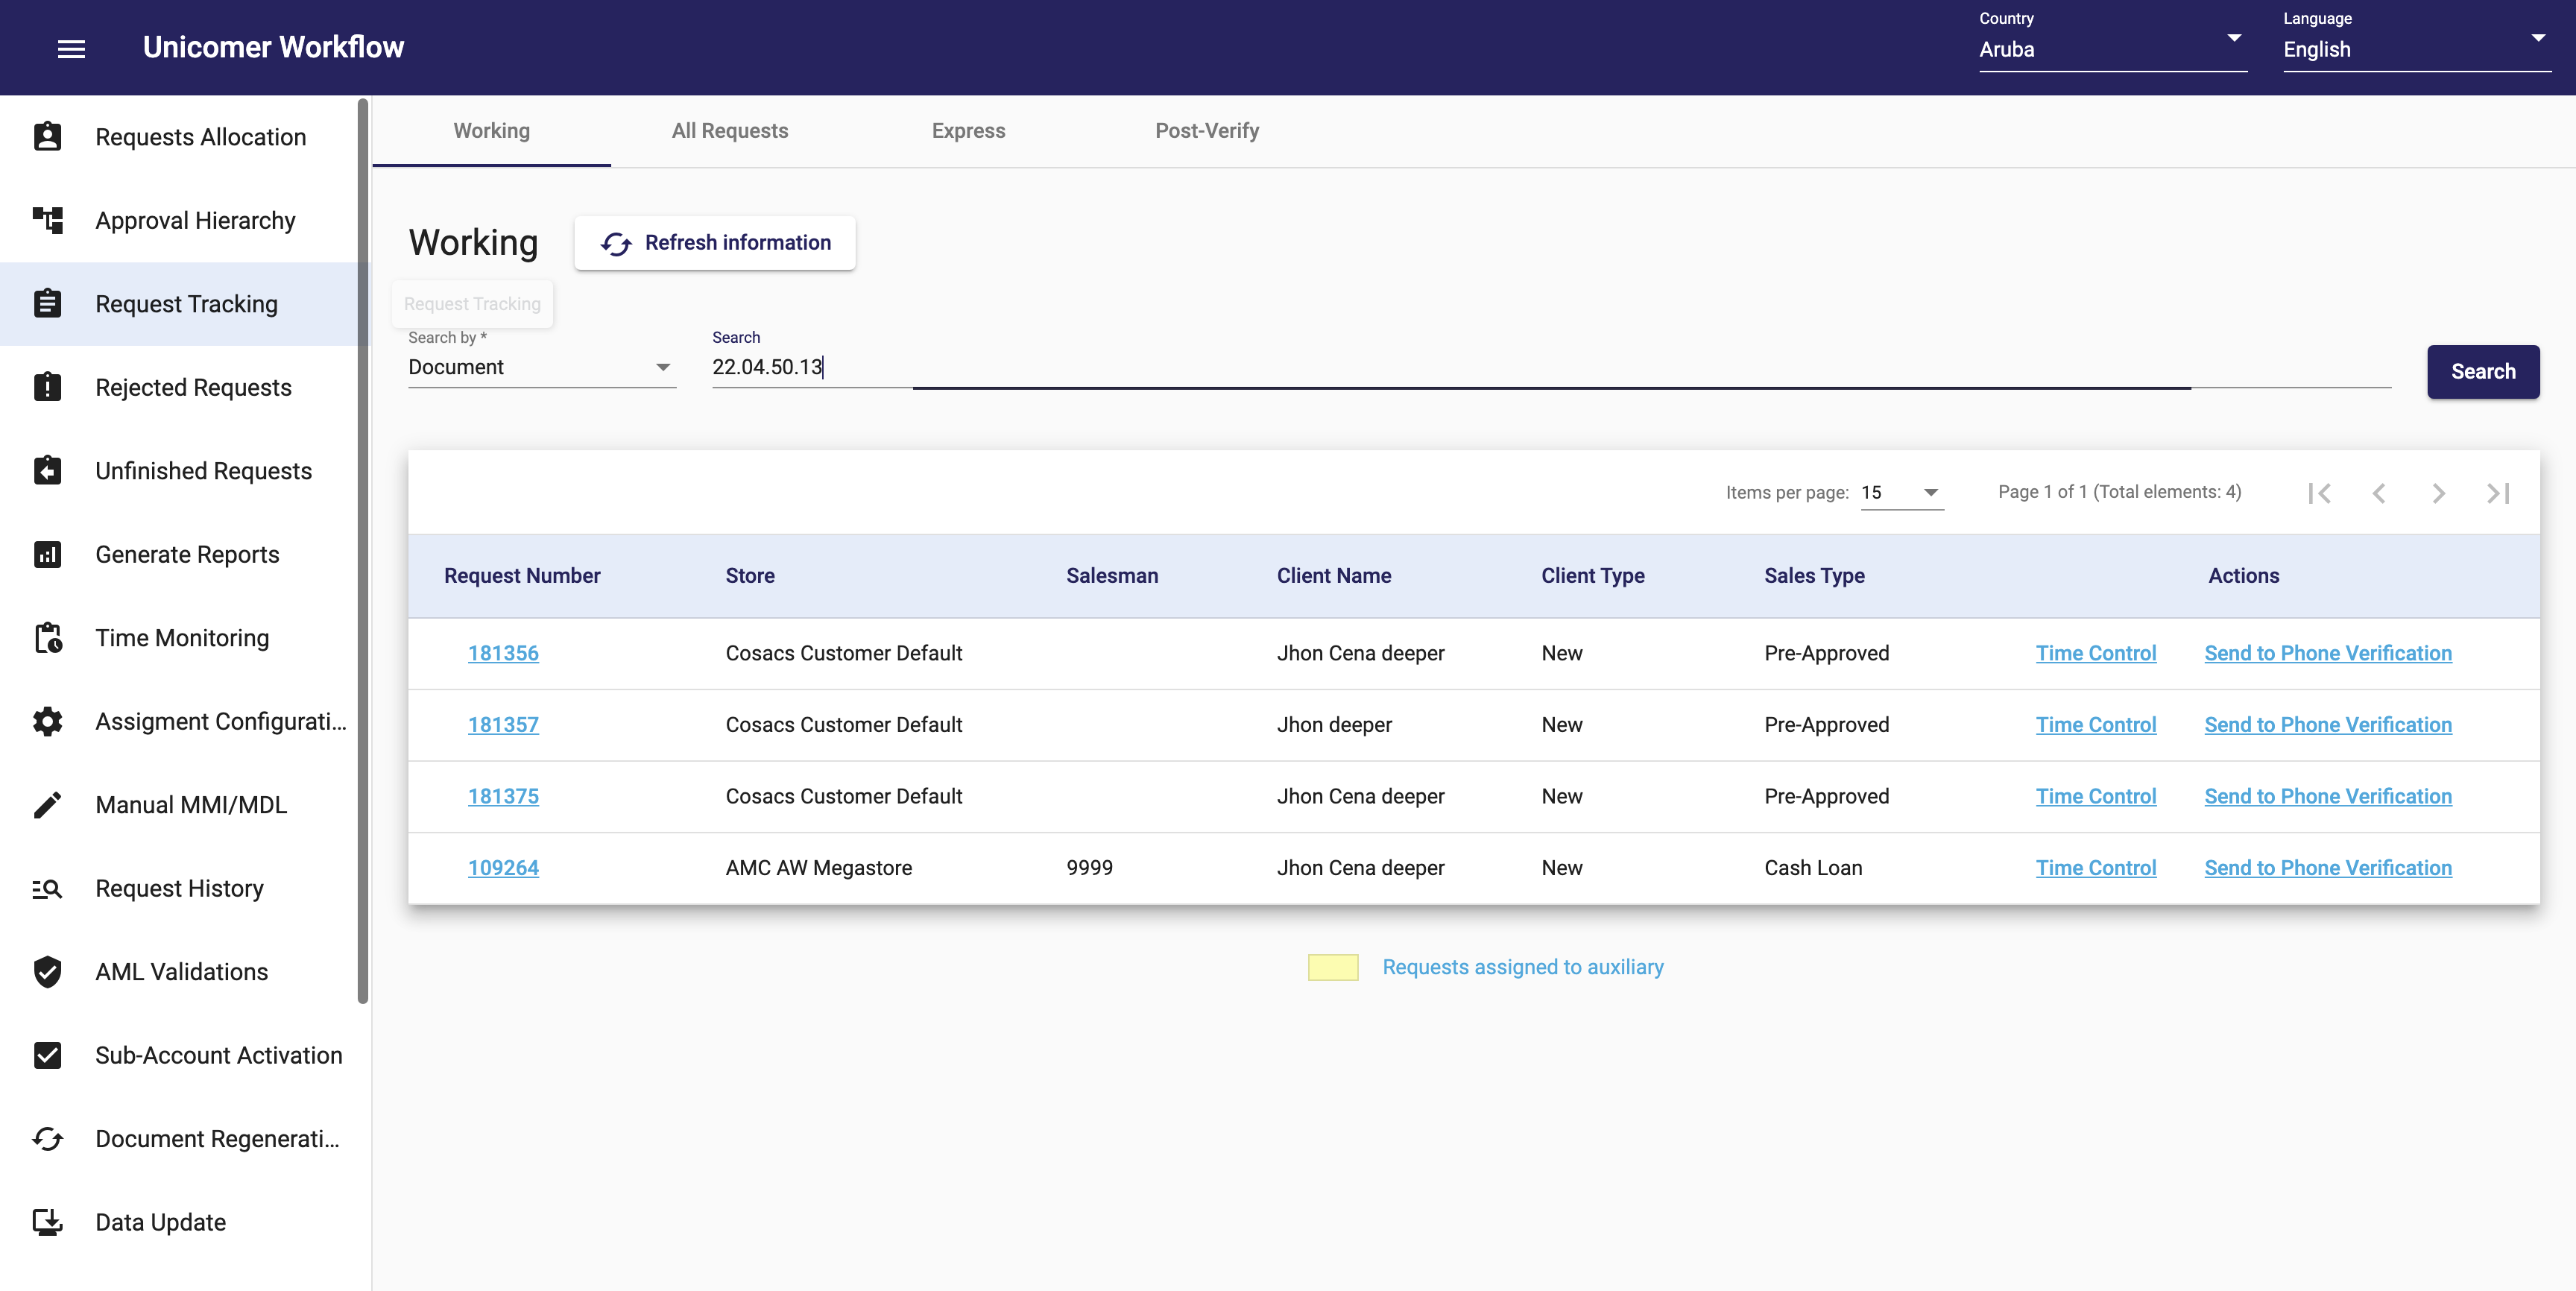 Unicomer Workflow
Country
Aruba
Language
English
Requests Allocation
Approval Hierarchy
Request Tracking
Rejected Requests
Unfinished Requests
Generate Reports
Time Monitoring
Assigment Configurati...
Manual MMI/MDL
Request History
AML Validations
Sub-Account Activation
Document Regenerati...
Data Update
Working All Requests Express Post-Verify
Working
Refresh information
Request Tracking
Search by *
Document
Search
22.04.50.13
Search
Items per page: 15 Page 1 of 1 (Total elements: 4)
Request Number Store Salesman Client Name Client Type Sales Type Actions
181356 Cosacs Customer Default Jhon Cena deeper New Pre-Approved Time Control Send to Phone Verification
181357 Cosacs Customer Default Jhon deeper New Pre-Approved Time Control Send to Phone Verification
181375 Cosacs Customer Default Jhon Cena deeper New Pre-Approved Time Control Send to Phone Verification
109264 AMC AW Megastore 9999 Jhon Cena deeper New Cash Loan Time Control Send to Phone Verification
Requests assigned to auxiliary